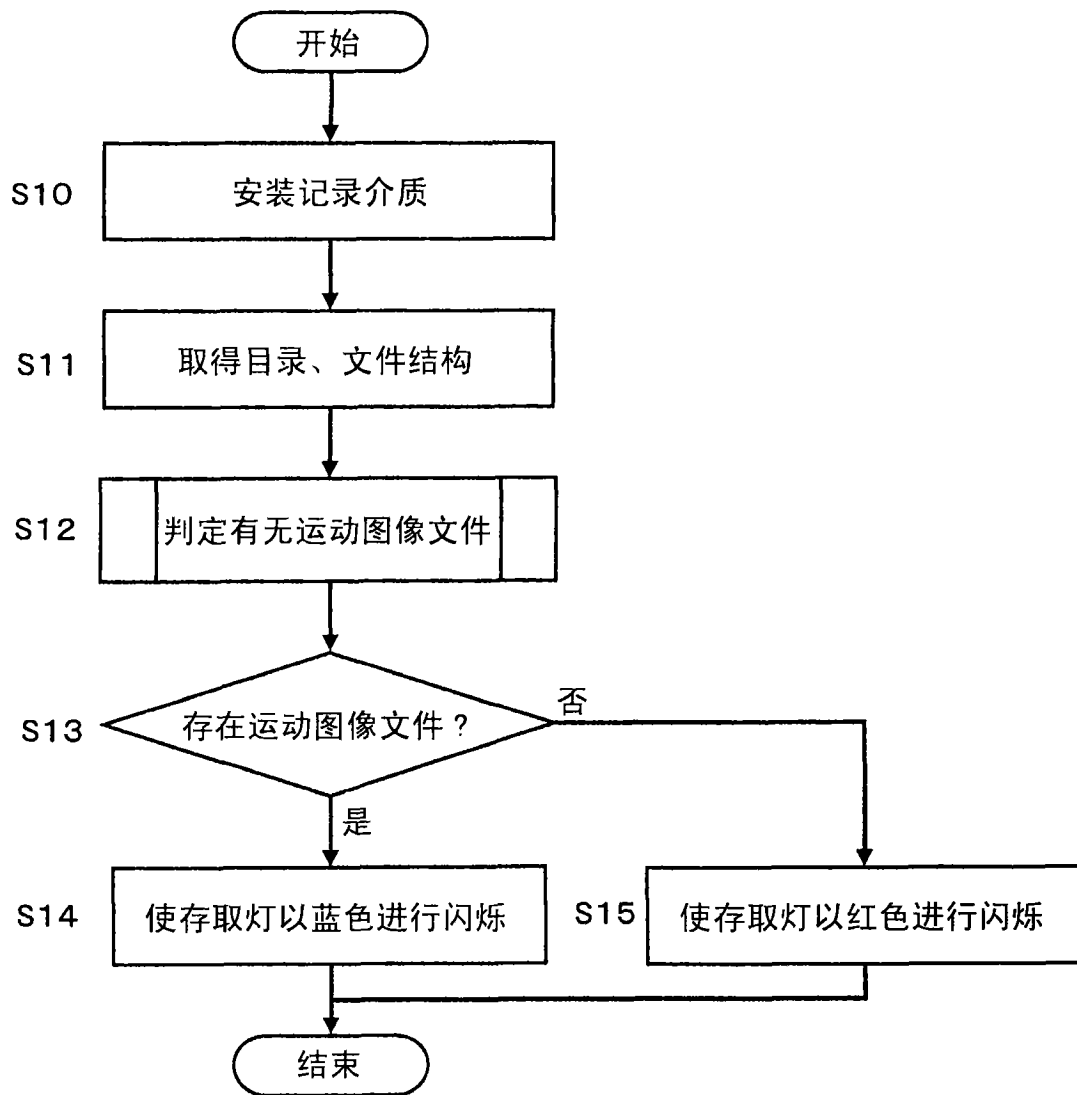 开始
S10
安装记录介质
S11
取得目录、文件结构
S12
判定有无运动图像文件
S13
存在运动图像文件？
否
是
S14
使存取灯以蓝色进行闪烁
S15
使存取灯以红色进行闪烁
结束